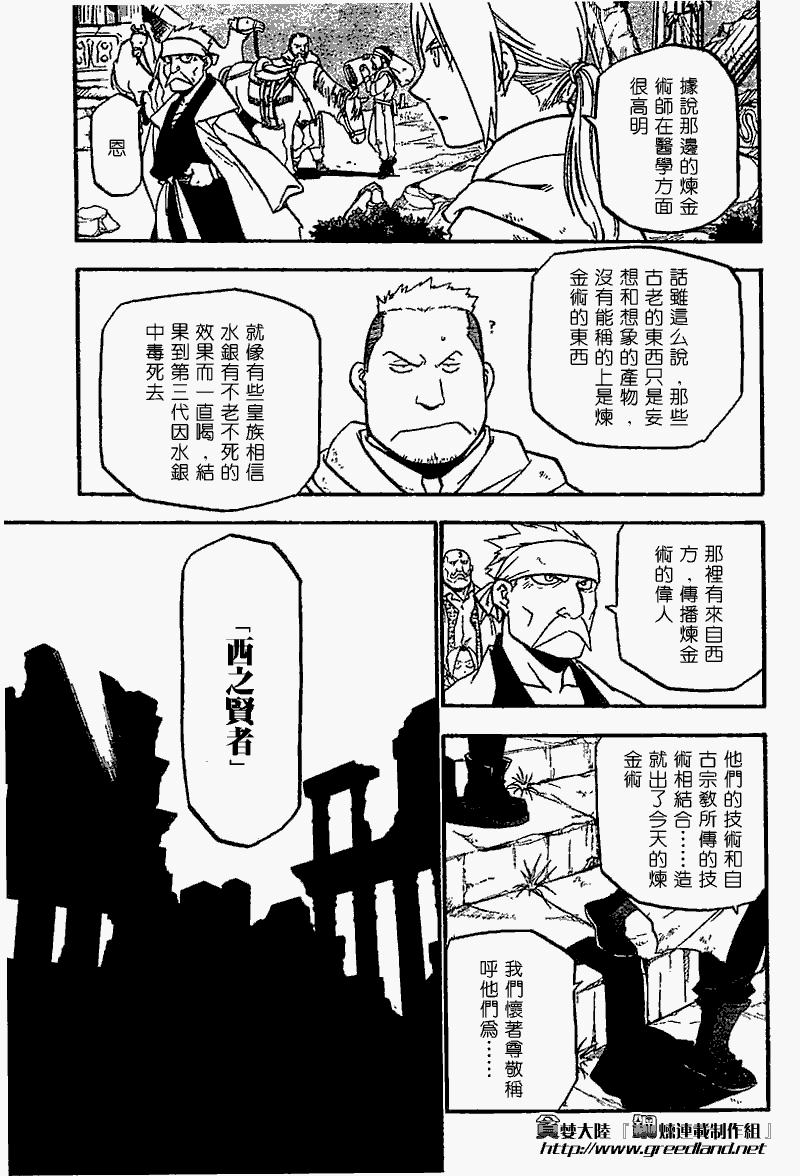 據說那邊的煉金
術師在醫學方面
很高明
恩
話雖這么說，那些
古老的東西只是妄
想和想象的產物，
沒有能稱的上是煉
金術的東西
?
就像有些皇族相信
水銀有不老不死的
效果而一直喝，結
果到第三代因水銀
中毒死去
那裡有來自西
方，傳播煉金
術的偉人
他們的技術和自
古宗教所傳的技
術相結合……造
就出了今天的煉
金術
我們懷著尊敬稱
呼他們為……
「西之賢者」
貪婪大陸『鋼煉連載制作組』
http://www.greedland.net